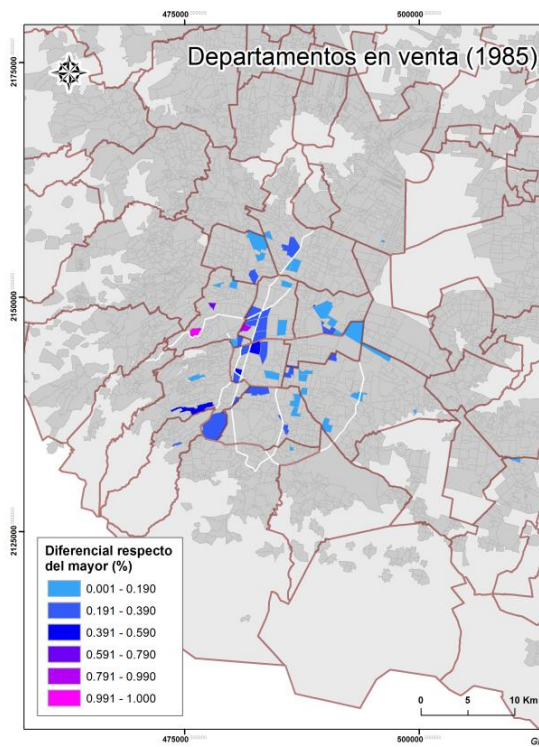 475000
500000
Departamentos en venta (1985)
2175000
2150000
2125000
Diferencial respecto
del mayor (%)
0.001 - 0.190
0.191 - 0.390
0.391 - 0.590
0.591 - 0.790
0.791 - 0.990
0.991 - 1.000
0 5 10 Km
475000
500000